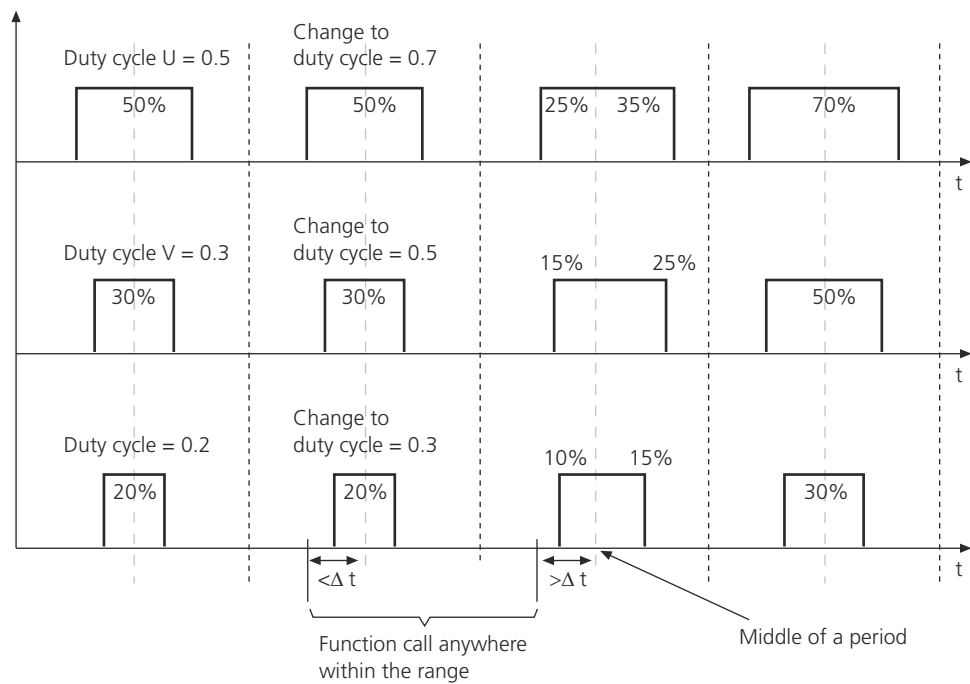 Duty cycle U = 0.5
Change to
duty cycle = 0.7
50%
50%
25%
35%
70%
t
Duty cycle V = 0.3
Change to
duty cycle = 0.5
15%
25%
30%
30%
50%
t
Duty cycle = 0.2
Change to
duty cycle = 0.3
10%
15%
20%
20%
30%
t
<Δ t
>Δ t
Function call anywhere
within the range
Middle of a period